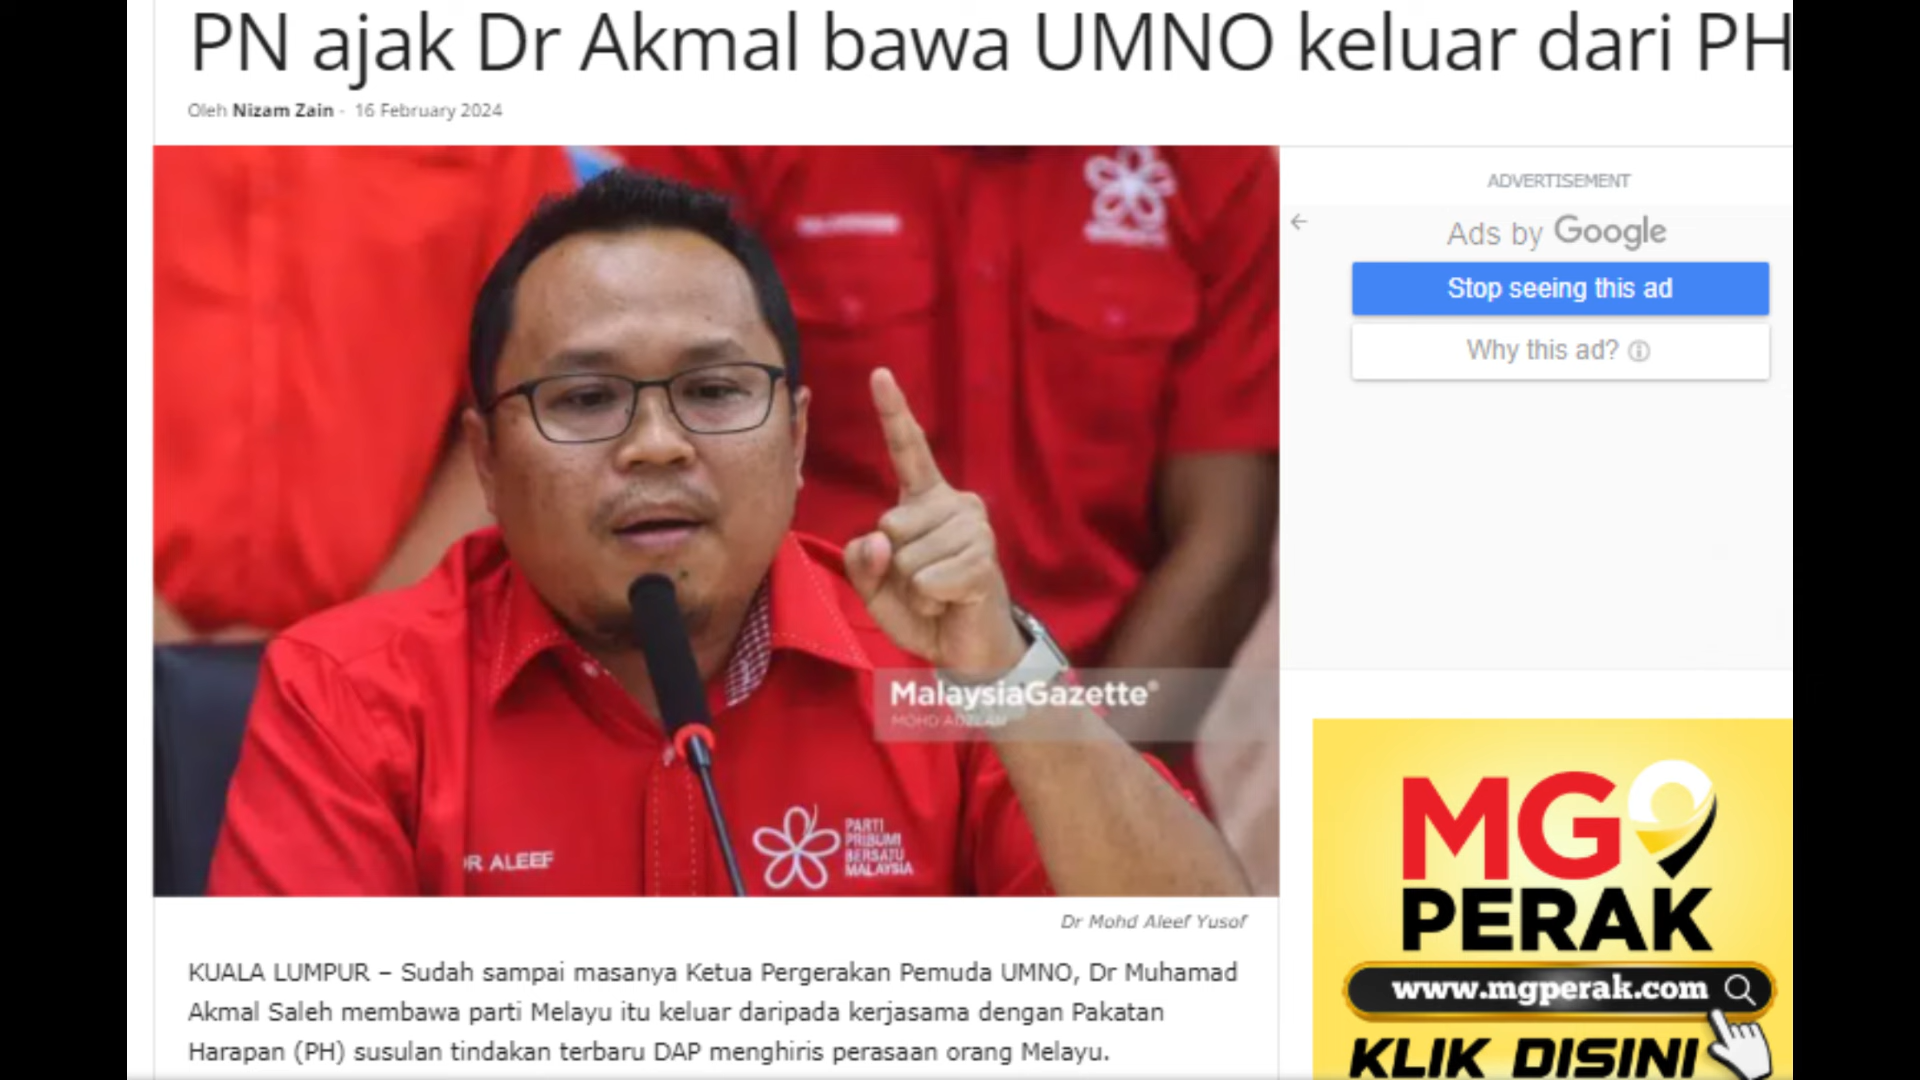 PN ajak Dr Akmal bawa UMNO keluar dari PH
Oleh Nizam Zain - 16 February 2024
MalaysiaGazette®
MOHD ADZLAN
DR ALEEF
PARTI
PRIBUMI
BERSATU
MALAYSIA
Dr Mohd Aleef Yusof
KUALA LUMPUR – Sudah sampai masanya Ketua Pergerakan Pemuda UMNO, Dr Muhamad
Akmal Saleh membawa parti Melayu itu keluar daripada kerjasama dengan Pakatan
Harapan (PH) susulan tindakan terbaru DAP menghiris perasaan orang Melayu.
ADVERTISEMENT
Ads by Google
Stop seeing this ad
Why this ad?
MG
PERAK
www.mgperak.com
KLIK DISINI